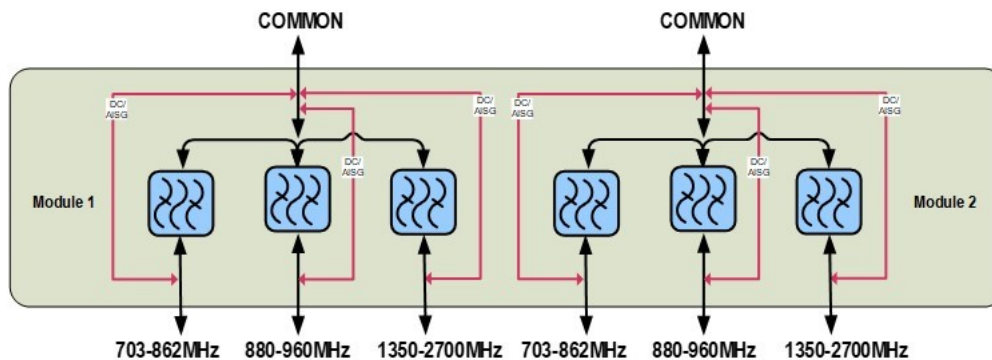 COMMON COMMON
DC/
AISG
DC/
AISG
DC/
AISG
DC/
AISG
DC/
AISG
DC/
AISG
Module 1
Module 2
703-862MHz 880-960MHz 1350-2700MHz 703-862MHz 880-960MHz 1350-2700MHz